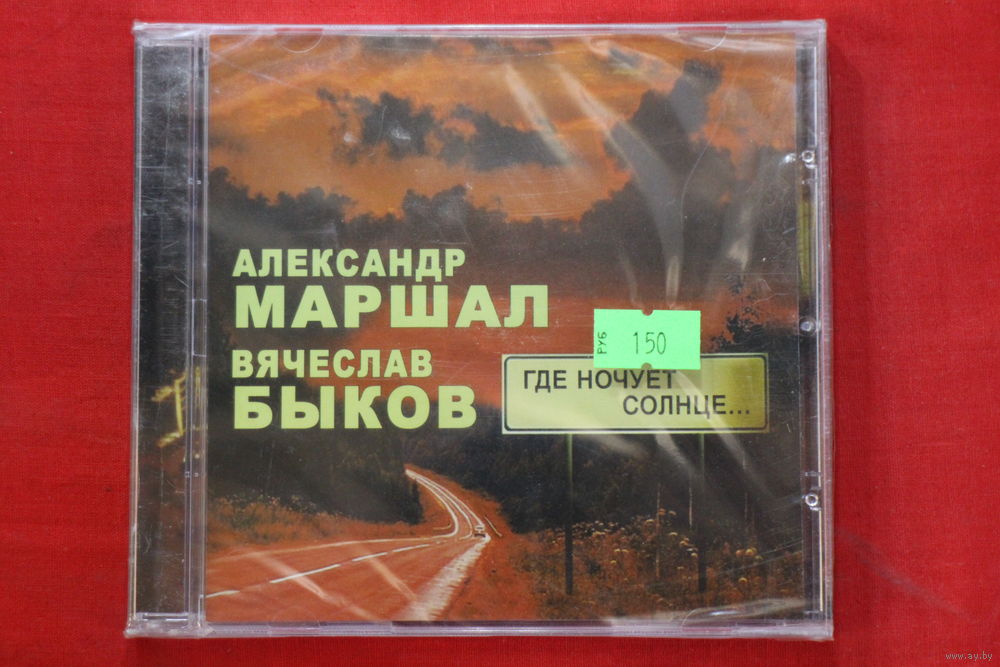 АЛЕКСАНДР
МАРШАЛ
ВЯЧЕСЛАВ
БЫКОВ
РУБ 150
ГДЕ НОЧУЕТ
СОЛНЦЕ...
www.ay.by